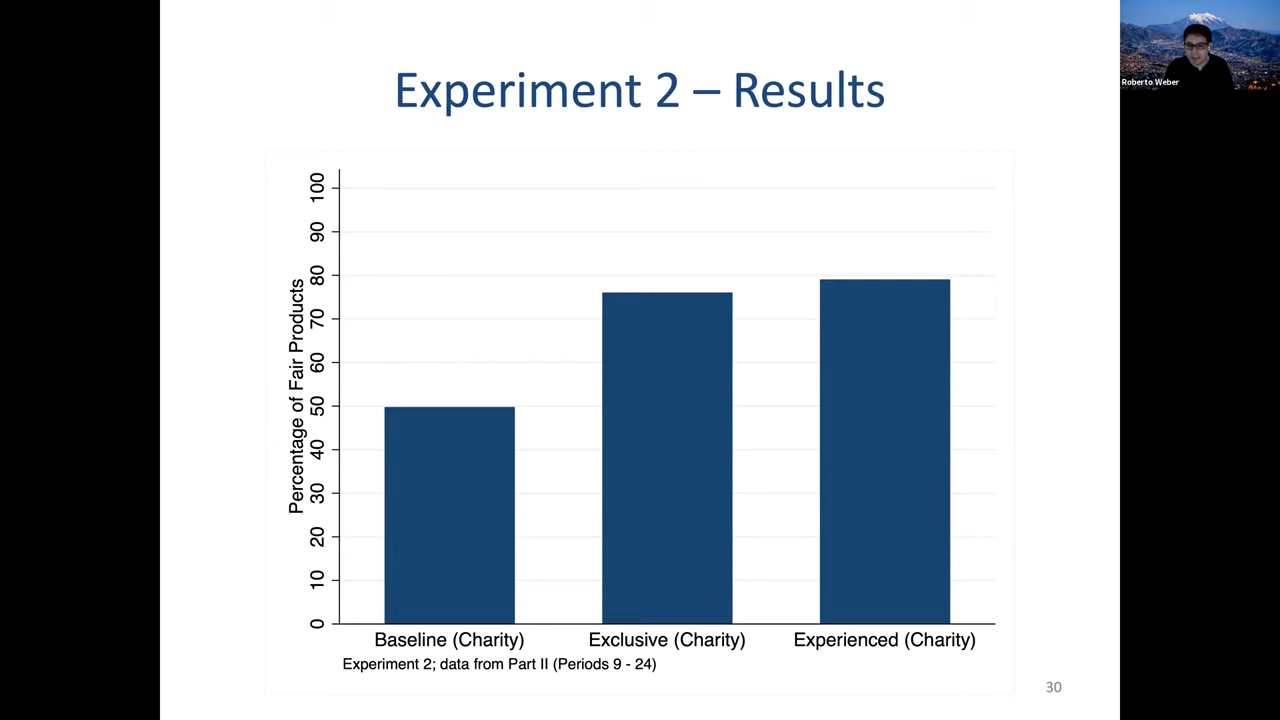 Experiment 2 – Results
Roberto Weber
Percentage of Fair Products
100
90
80
70
60
50
40
30
20
10
0
Baseline (Charity)
Exclusive (Charity)
Experienced (Charity)
Experiment 2; data from Part II (Periods 9 - 24)
30